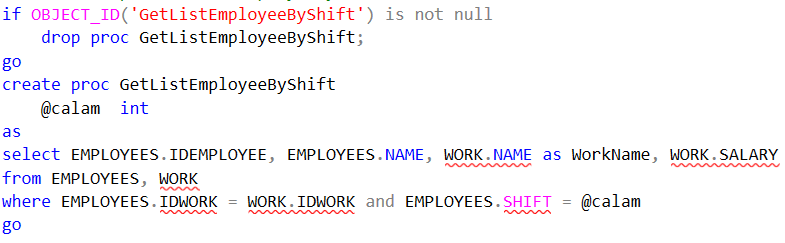 if OBJECT_ID('GetListEmployeeByShift') is not null
    drop proc GetListEmployeeByShift;
go
create proc GetListEmployeeByShift
    @calam  int
as
select EMPLOYEES.IDEMPLOYEE, EMPLOYEES.NAME, WORK.NAME as WorkName, WORK.SALARY
from EMPLOYEES, WORK
where EMPLOYEES.IDWORK = WORK.IDWORK and EMPLOYEES.SHIFT = @calam
go